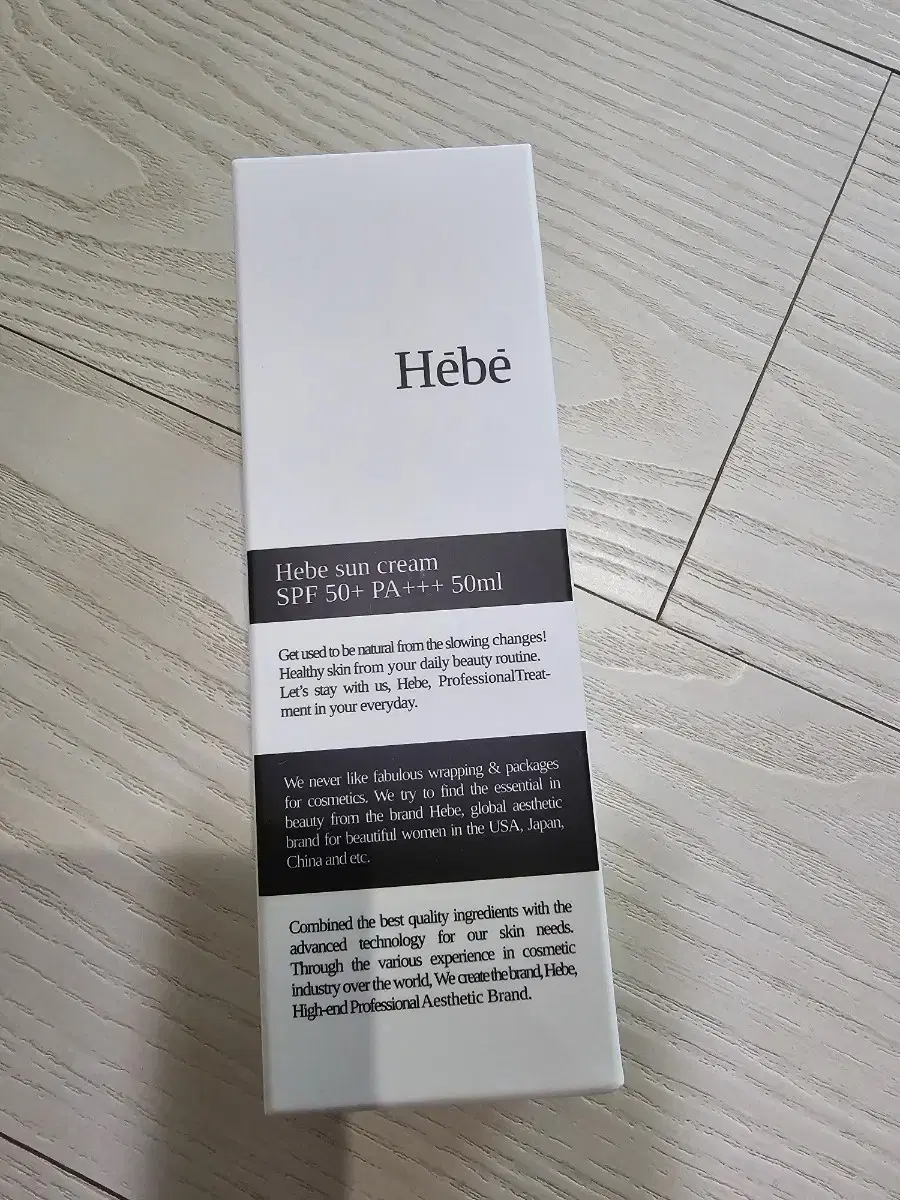 Hēbē
Hebe sun cream
SPF 50+ PA+++ 50ml
Get used to be natural from the slowing changes!
Healthy skin from your daily beauty routine.
Let's stay with us, Hebe, ProfessionalTreat-
ment in your everyday.
We never like fabulous wrapping & packages
for cosmetics. We try to find the essential in
beauty from the brand Hebe, global aesthetic
brand for beautiful women in the USA, Japan,
China and etc.
Combined the best quality ingredients with the
advanced technology for our skin needs.
Through the various experience in cosmetic
industry over the world, We create the brand, Hebe,
High-end Professional Aesthetic Brand.